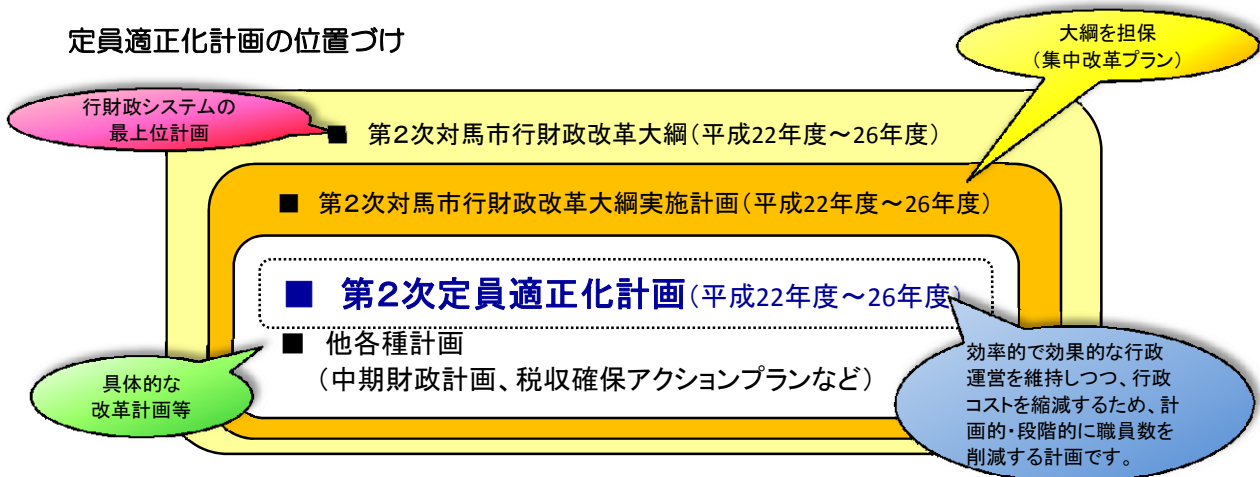 定員適正化計画の位置づけ
大綱を担保
(集中改革プラン)
行財政システムの
最上位計画
■ 第2次対馬市行財政改革大綱(平成22年度～26年度)
■ 第2次対馬市行財政改革大綱実施計画(平成22年度～26年度)
■ 第2次定員適正化計画(平成22年度～26年度)
■ 他各種計画
(中期財政計画、税収確保アクションプランなど)
具体的な
改革計画等
効率的で効果的な行政
運営を維持しつつ、行政
コストを縮減するため、計
画的・段階的に職員数を
削減する計画です。